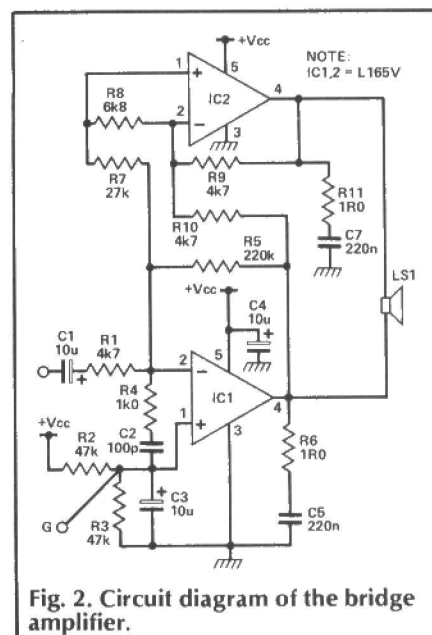 +Vcc
NOTE:
IC1,2 = L165V
1
5
+
IC2
4
R8
6k8
2
−
3
R7
27k
R9
4k7
R11
1R0
R10
4k7
C7
220n
R5
220k
+Vcc
C4
10u
+
LS1
C1
10u
+
R1
4k7
2
−
5
IC1
4
R4
1k0
1
+
3
+Vcc
R2
47k
C2
100p
R6
1R0
+
C3
10u
G
R3
47k
C5
220n
Fig. 2. Circuit diagram of the bridge
amplifier.